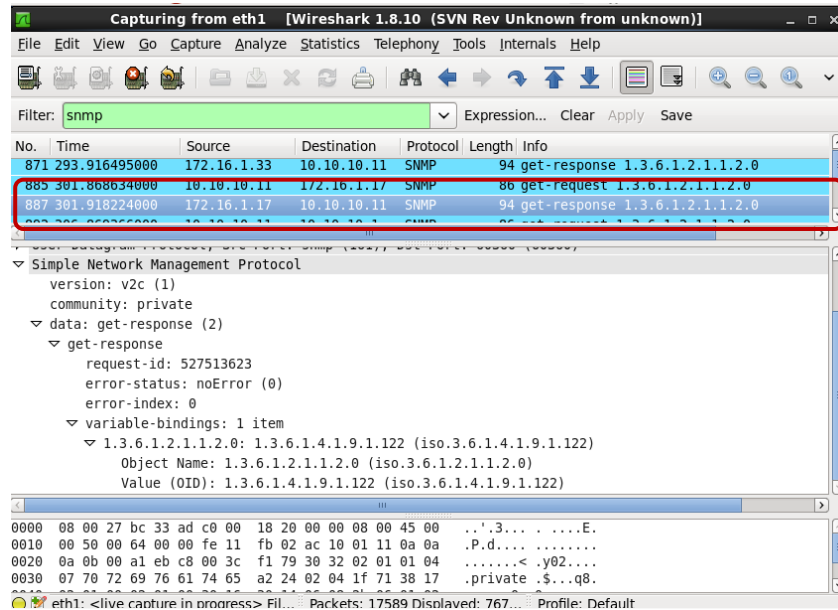 Capturing from eth1 [Wireshark 1.8.10 (SVN Rev Unknown from unknown)]
File Edit View Go Capture Analyze Statistics Telephony Tools Internals Help
Filter: snmp Expression... Clear Apply Save
No. Time Source Destination Protocol Length Info
871 293.916495000 172.16.1.33 10.10.10.11 SNMP 94 get-response 1.3.6.1.2.1.1.2.0
885 301.868634000 10.10.10.11 172.16.1.17 SNMP 86 get-request 1.3.6.1.2.1.1.2.0
887 301.918224000 172.16.1.17 10.10.10.11 SNMP 94 get-response 1.3.6.1.2.1.1.2.0
Simple Network Management Protocol
version: v2c (1)
community: private
data: get-response (2)
get-response
request-id: 527513623
error-status: noError (0)
error-index: 0
variable-bindings: 1 item
1.3.6.1.2.1.1.2.0: 1.3.6.1.4.1.9.1.122 (iso.3.6.1.4.1.9.1.122)
Object Name: 1.3.6.1.2.1.1.2.0 (iso.3.6.1.2.1.1.2.0)
Value (OID): 1.3.6.1.4.1.9.1.122 (iso.3.6.1.4.1.9.1.122)
0000 08 00 27 bc 33 ad c0 00 18 20 00 00 08 00 45 00 ..'.3... . ....E.
0010 00 50 00 64 00 00 fe 11 fb 02 ac 10 01 11 0a 0a .P.d.... ........
0020 0a 0b 00 a1 eb c8 00 3c f1 79 30 32 02 01 01 04 .......< .y02....
0030 07 70 72 69 76 61 74 65 a2 24 02 04 1f 71 38 17 .private .$...q8.
eth1: <live capture in progress> Fil... Packets: 17589 Displayed: 767... Profile: Default